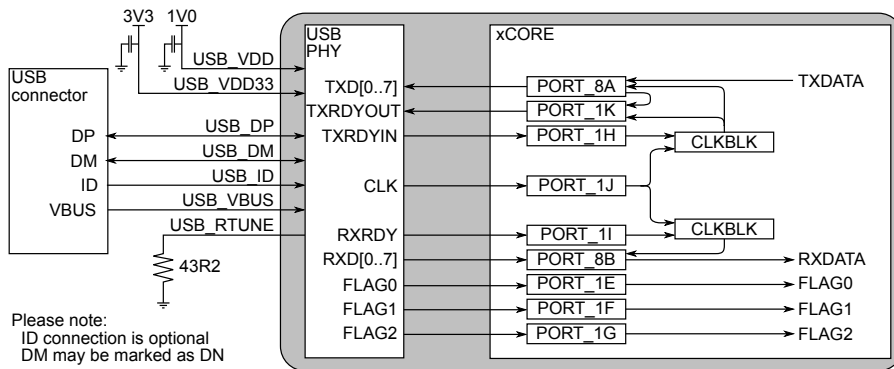 3V3
1V0
USB_VDD
USB_VDD33
USB
connector
DP
DM
ID
VBUS
USB_DP
USB_DM
USB_ID
USB_VBUS
USB_RTUNE
43R2
Please note:
ID connection is optional
DM may be marked as DN
USB
PHY
TXD[0..7]
TXRDYOUT
TXRDYIN
CLK
RXRDY
RXD[0..7]
FLAG0
FLAG1
FLAG2
xCORE
PORT_8A
PORT_1K
PORT_1H
PORT_1J
PORT_1I
PORT_8B
PORT_1E
PORT_1F
PORT_1G
CLKBLK
CLKBLK
TXDATA
RXDATA
FLAG0
FLAG1
FLAG2